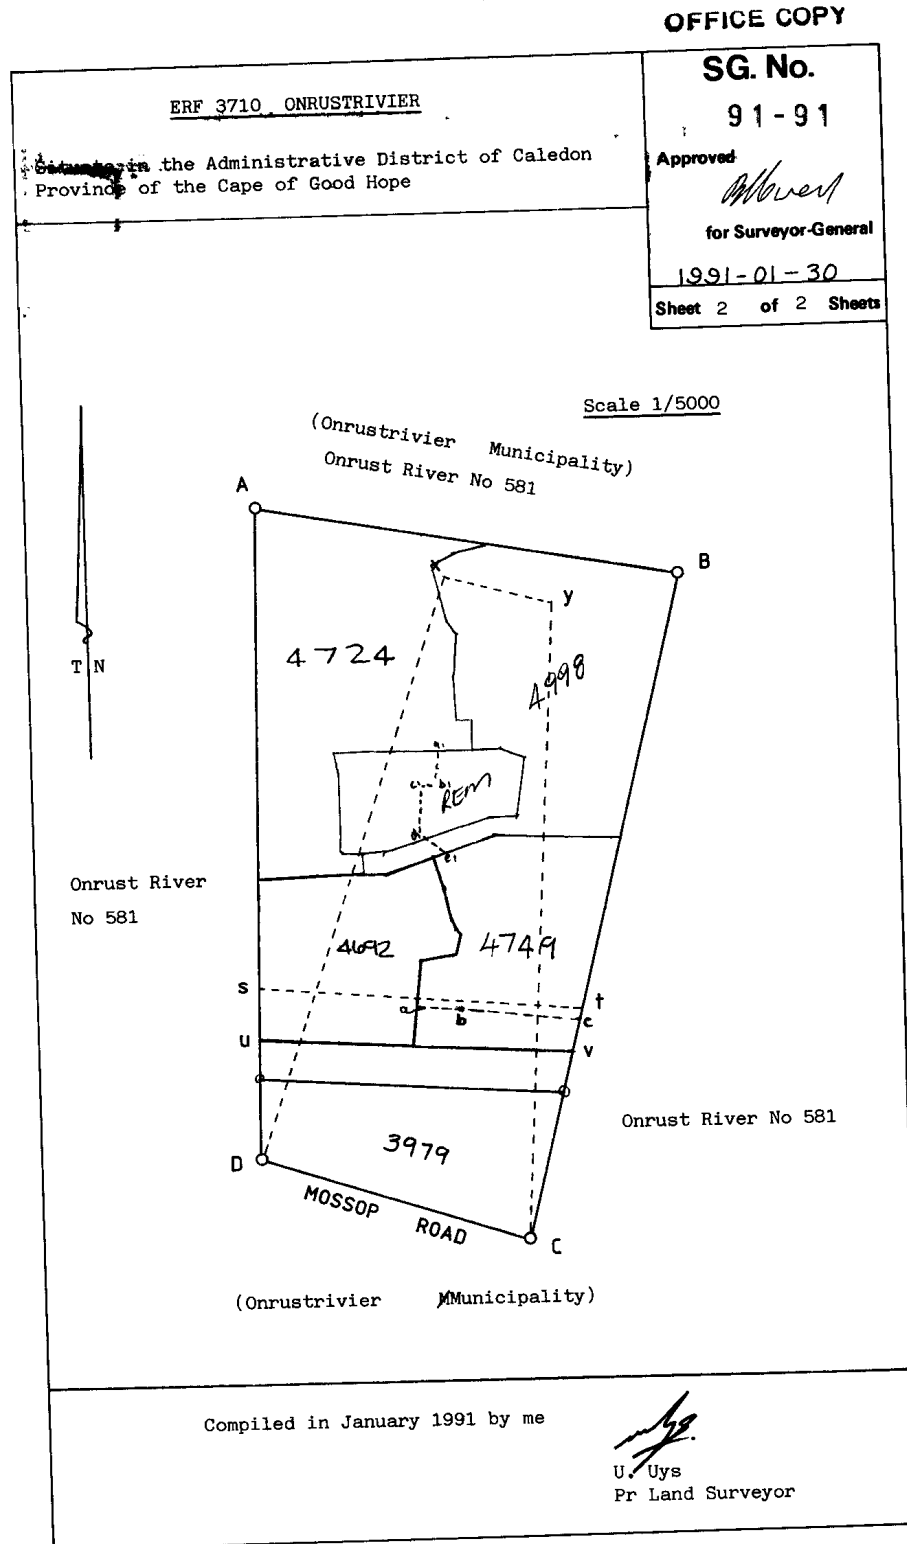 OFFICE COPY
SG. No.
91-91
Approved
for Surveyor-General
1991-01-30
Sheet 2 of 2 Sheets
ERF 3710 ONRUSTRIVIER
Situate in the Administrative District of Caledon
Province of the Cape of Good Hope
Scale 1/5000
(Onrustrivier Municipality)
Onrust River No 581
A
B
x
y
4724
4998
T N
a'
c' b'
REM
d'
e'
Onrust River
No 581
4692
4749
s
t
a
b
c
u
v
Onrust River No 581
3979
D
MOSSOP ROAD
C
(Onrustrivier Municipality)
Compiled in January 1991 by me
U. Uys
Pr Land Surveyor